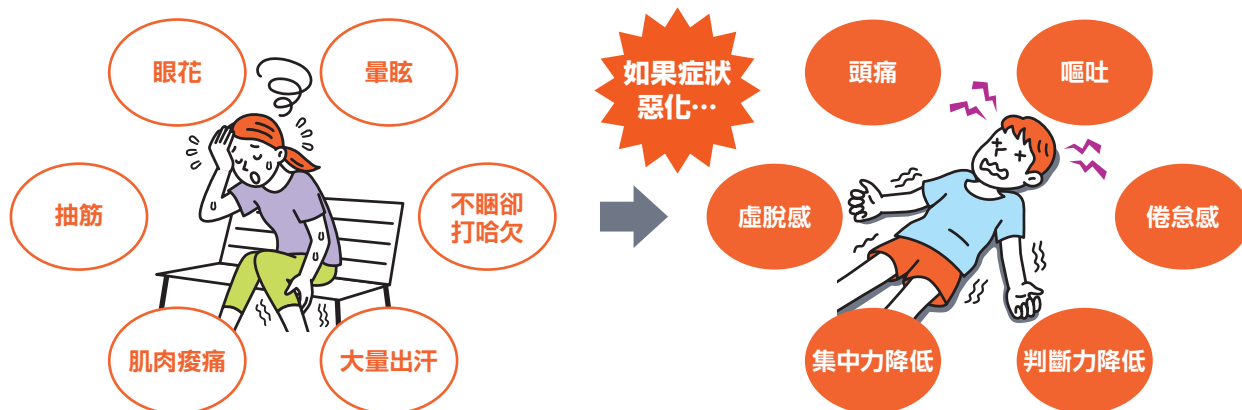 眼花
暈眩
抽筋
不睏卻
打哈欠
肌肉痠痛
大量出汗
如果症狀
惡化…
頭痛
嘔吐
虛脫感
倦怠感
集中力降低
判斷力降低